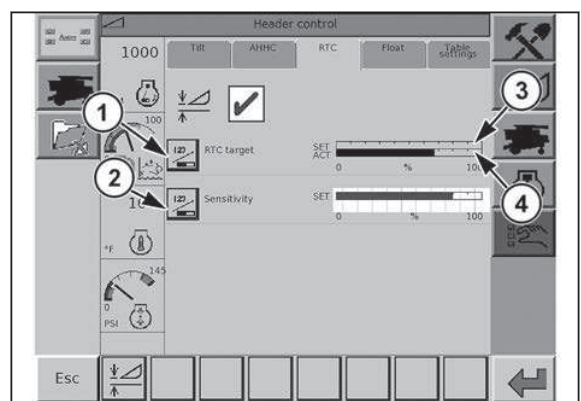 Header control
1000
Tilt
AHHC
RTC
Float
Table settings
100
1
RTC target
SET
ACT
0
%
100
2
Sensitivity
SET
0
%
100
3
4
°F
145
0
PSI
Esc